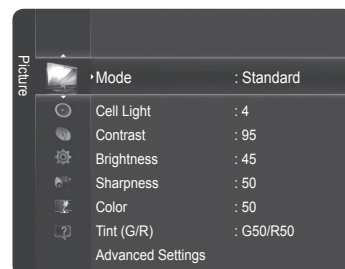 Picture
Mode : Standard
Cell Light : 4
Contrast : 95
Brightness : 45
Sharpness : 50
Color : 50
Tint (G/R) : G50/R50
Advanced Settings